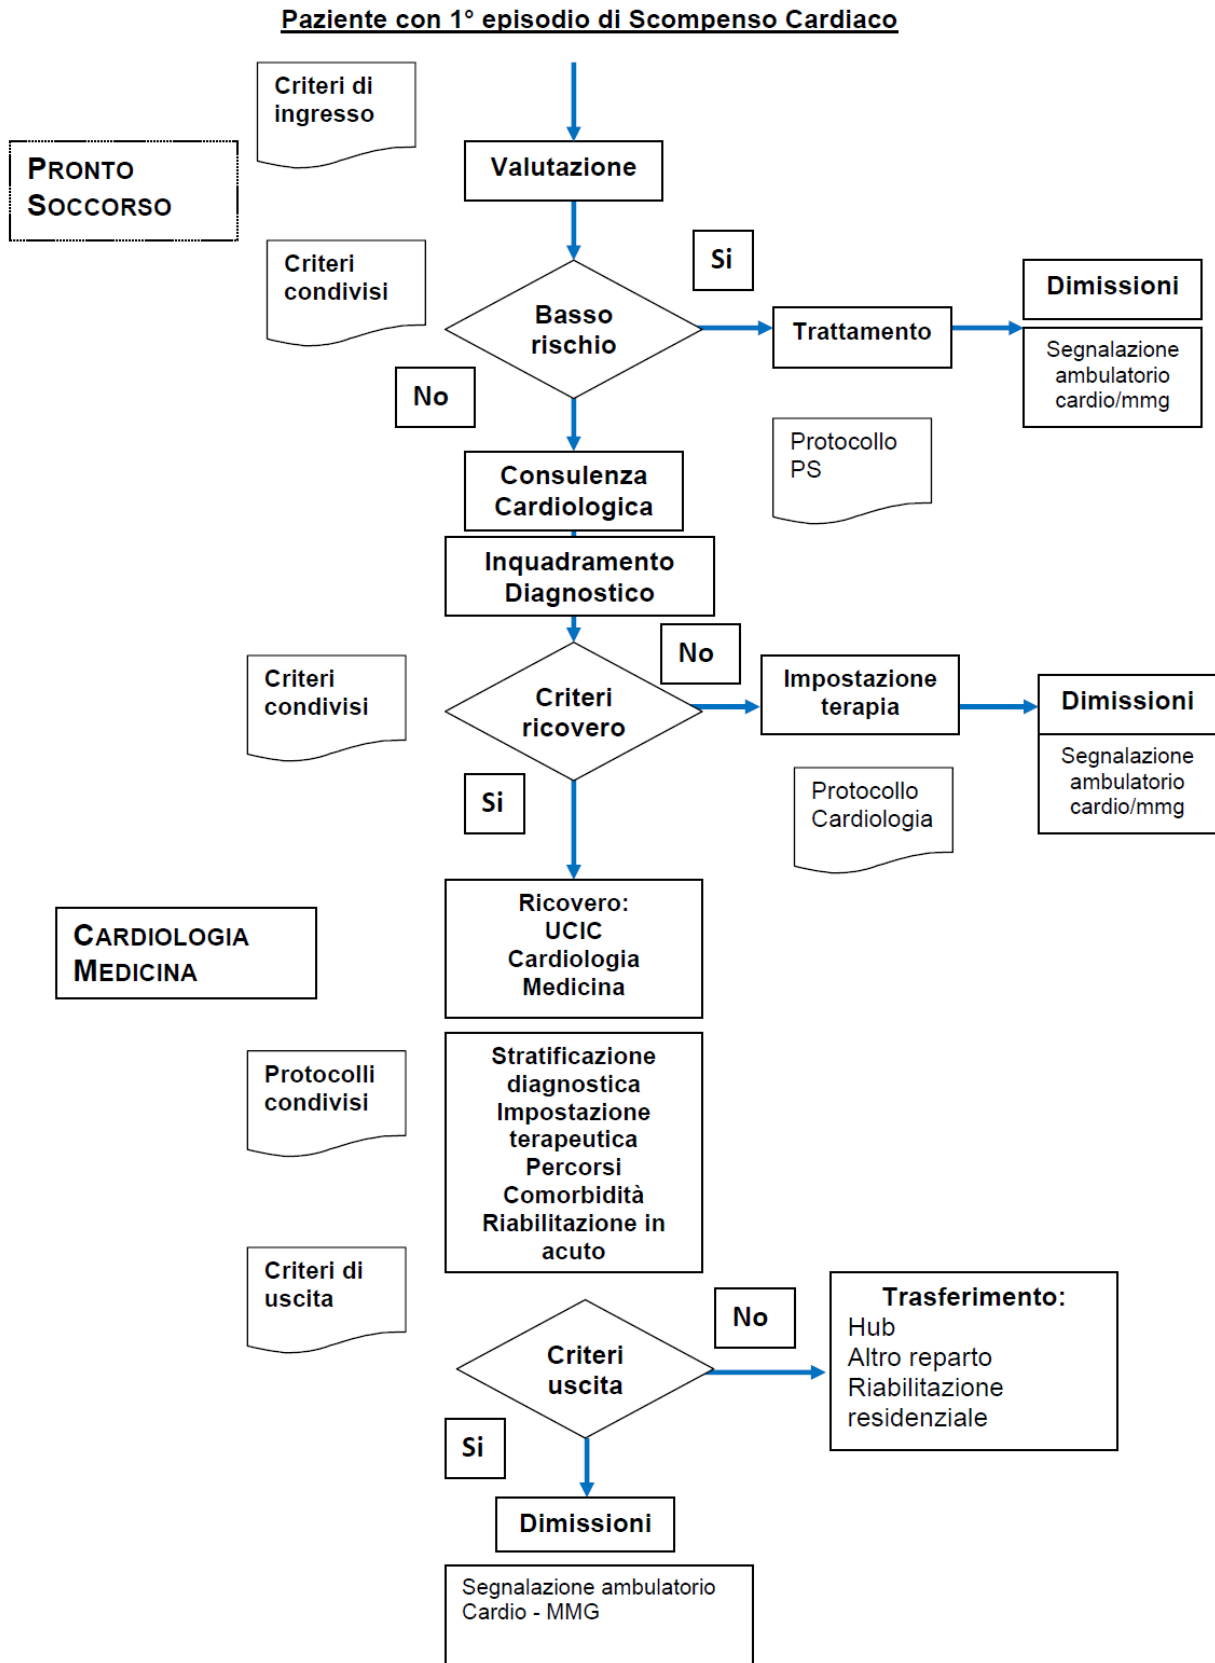 Paziente con 1° episodio di Scompenso Cardiaco
Criteri di
ingresso
PRONTO
SOCCORSO
Valutazione
Criteri
condivisi
Si
Basso
rischio
Trattamento
Dimissioni
Segnalazione
ambulatorio
cardio/mmg
No
Protocollo
PS
Consulenza
Cardiologica
Inquadramento
Diagnostico
No
Criteri
condivisi
Criteri
ricovero
Impostazione
terapia
Dimissioni
Segnalazione
ambulatorio
cardio/mmg
Si
Protocollo
Cardiologia
CARDIOLOGIA
MEDICINA
Ricovero:
UCIC
Cardiologia
Medicina
Protocolli
condivisi
Stratificazione
diagnostica
Impostazione
terapeutica
Percorsi
Comorbidità
Riabilitazione in
acuto
Criteri di
uscita
No
Criteri
uscita
Trasferimento:
Hub
Altro reparto
Riabilitazione
residenziale
Si
Dimissioni
Segnalazione ambulatorio
Cardio - MMG